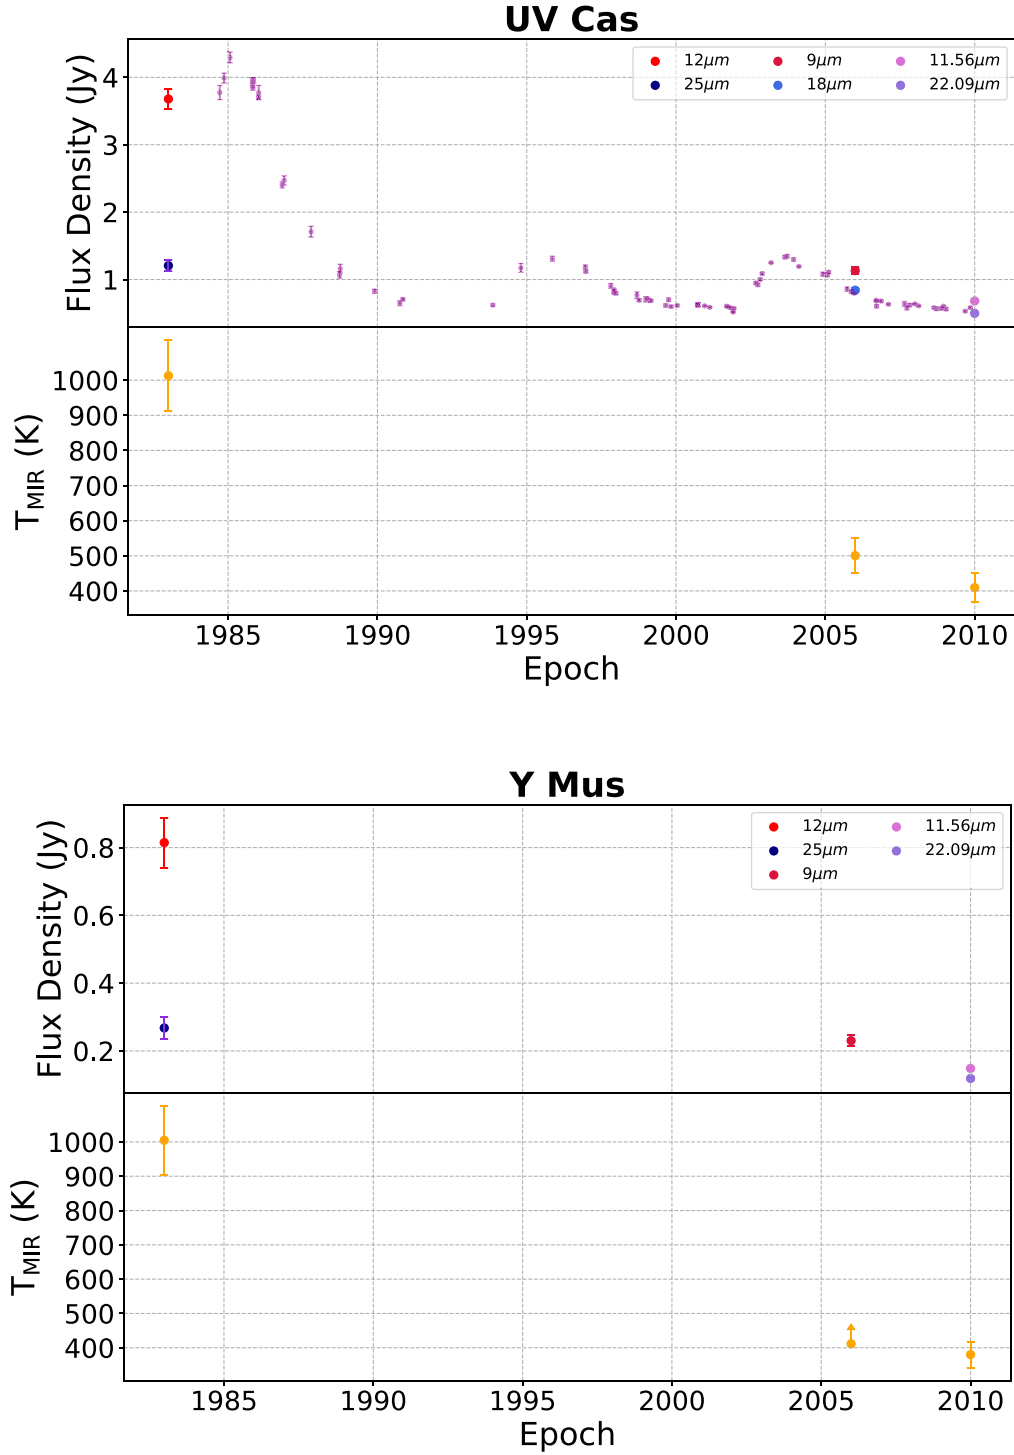 UV Cas
12μm 9μm 11.56μm
25μm 18μm 22.09μm
Flux Density (Jy)
4
3
2
1
T_MIR (K)
1000
900
800
700
600
500
400
1985 1990 1995 2000 2005 2010
Epoch
Y Mus
12μm 11.56μm
25μm 22.09μm
9μm
Flux Density (Jy)
0.8
0.6
0.4
0.2
T_MIR (K)
1000
900
800
700
600
500
400
1985 1990 1995 2000 2005 2010
Epoch